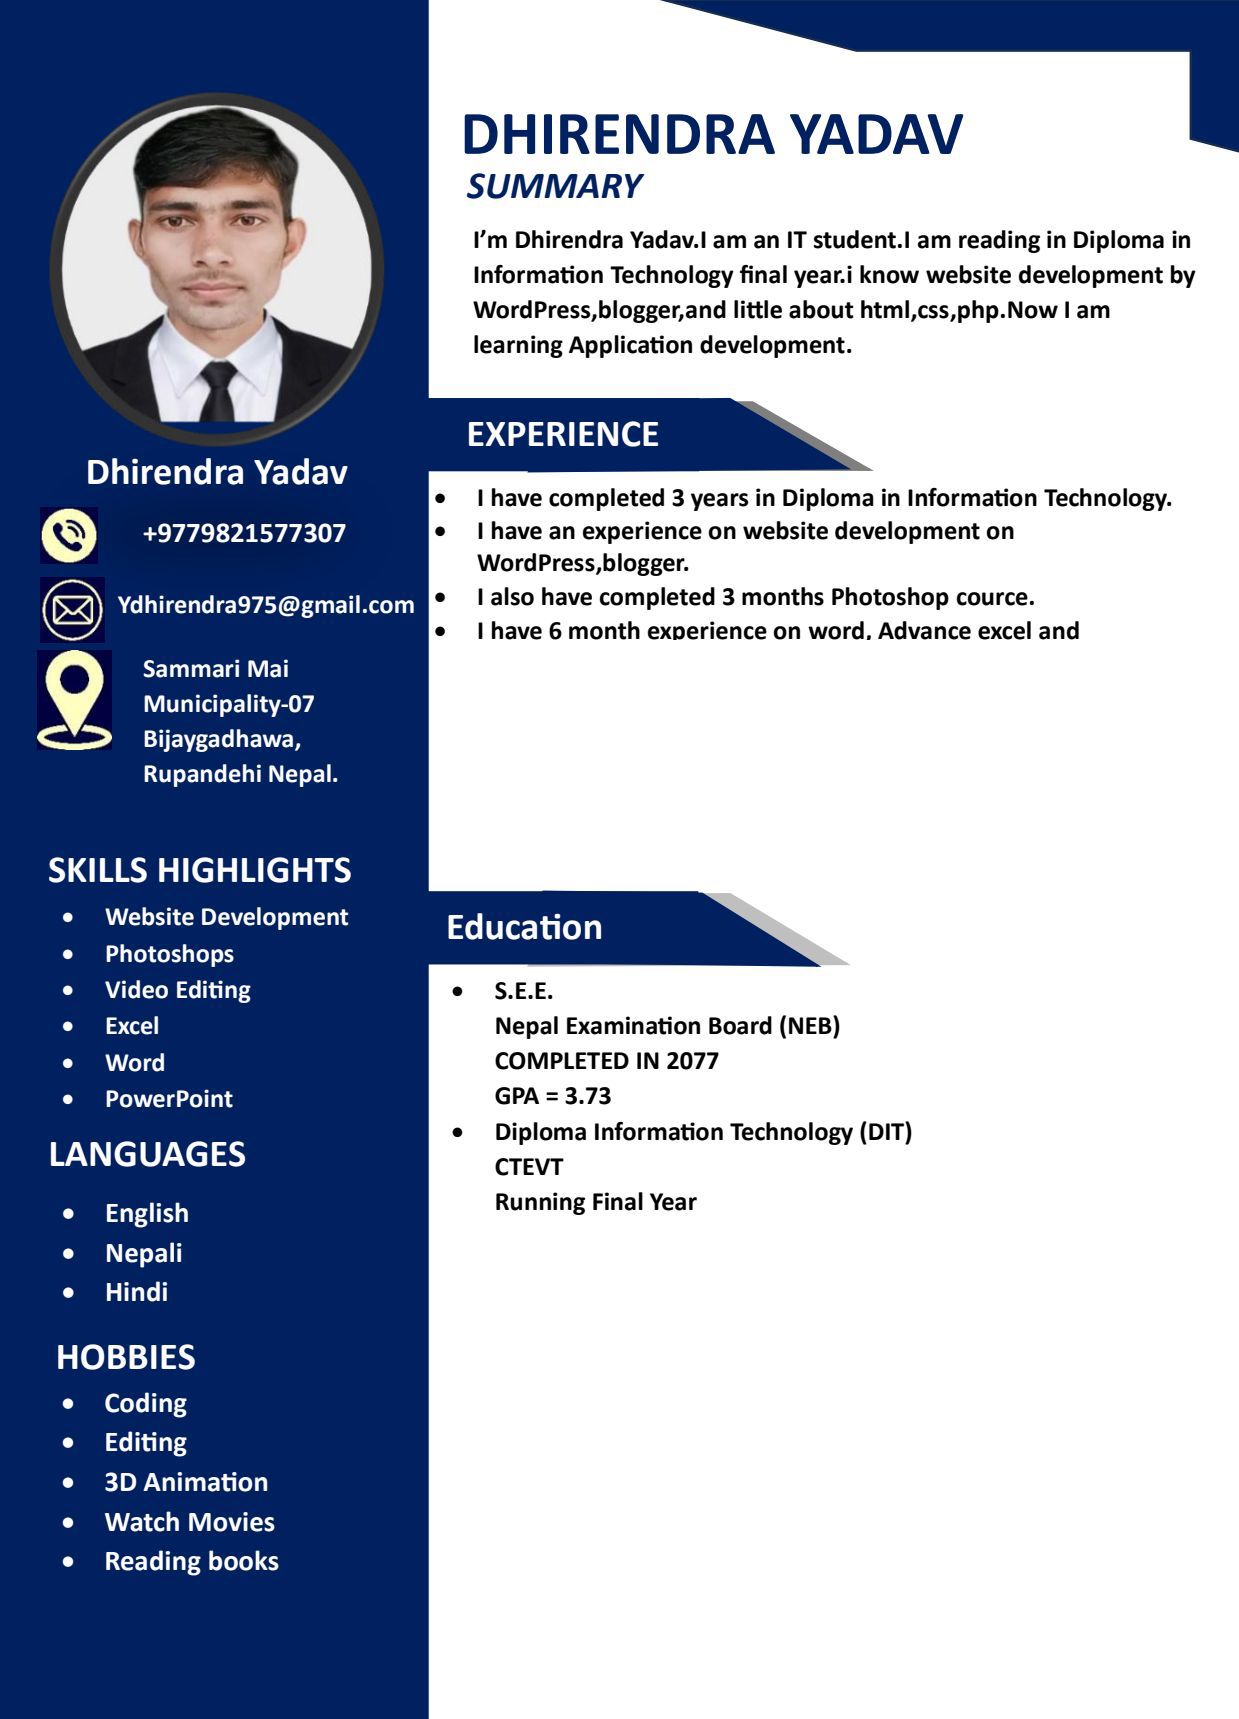 DHIRENDRA YADAV
SUMMARY
I’m Dhirendra Yadav.I am an IT student.I am reading in Diploma in
Information Technology final year.i know website development by
WordPress,blogger,and little about html,css,php.Now I am
learning Application development.
Dhirendra Yadav
+9779821577307
Ydhirendra975@gmail.com
Sammari Mai
Municipality-07
Bijaygadhawa,
Rupandehi Nepal.
SKILLS HIGHLIGHTS
• Website Development
• Photoshops
• Video Editing
• Excel
• Word
• PowerPoint
LANGUAGES
• English
• Nepali
• Hindi
HOBBIES
• Coding
• Editing
• 3D Animation
• Watch Movies
• Reading books
EXPERIENCE
• I have completed 3 years in Diploma in Information Technology.
• I have an experience on website development on
WordPress,blogger.
• I also have completed 3 months Photoshop cource.
• I have 6 month experience on word, Advance excel and
Education
• S.E.E.
Nepal Examination Board (NEB)
COMPLETED IN 2077
GPA = 3.73
• Diploma Information Technology (DIT)
CTEVT
Running Final Year